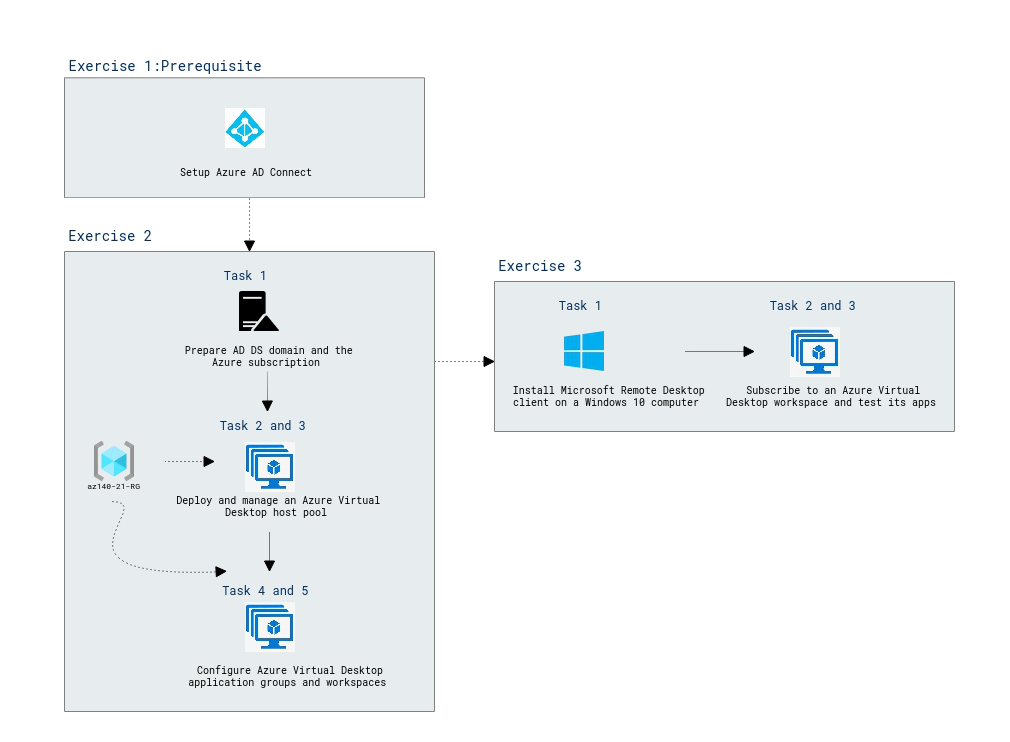 Exercise 1:Prerequisite
Setup Azure AD Connect
Exercise 2
Task 1
Prepare AD DS domain and the
Azure subscription
Task 2 and 3
az140-21-RG
Deploy and manage an Azure Virtual
Desktop host pool
Task 4 and 5
Configure Azure Virtual Desktop
application groups and workspaces
Exercise 3
Task 1
Install Microsoft Remote Desktop
client on a Windows 10 computer
Task 2 and 3
Subscribe to an Azure Virtual
Desktop workspace and test its apps